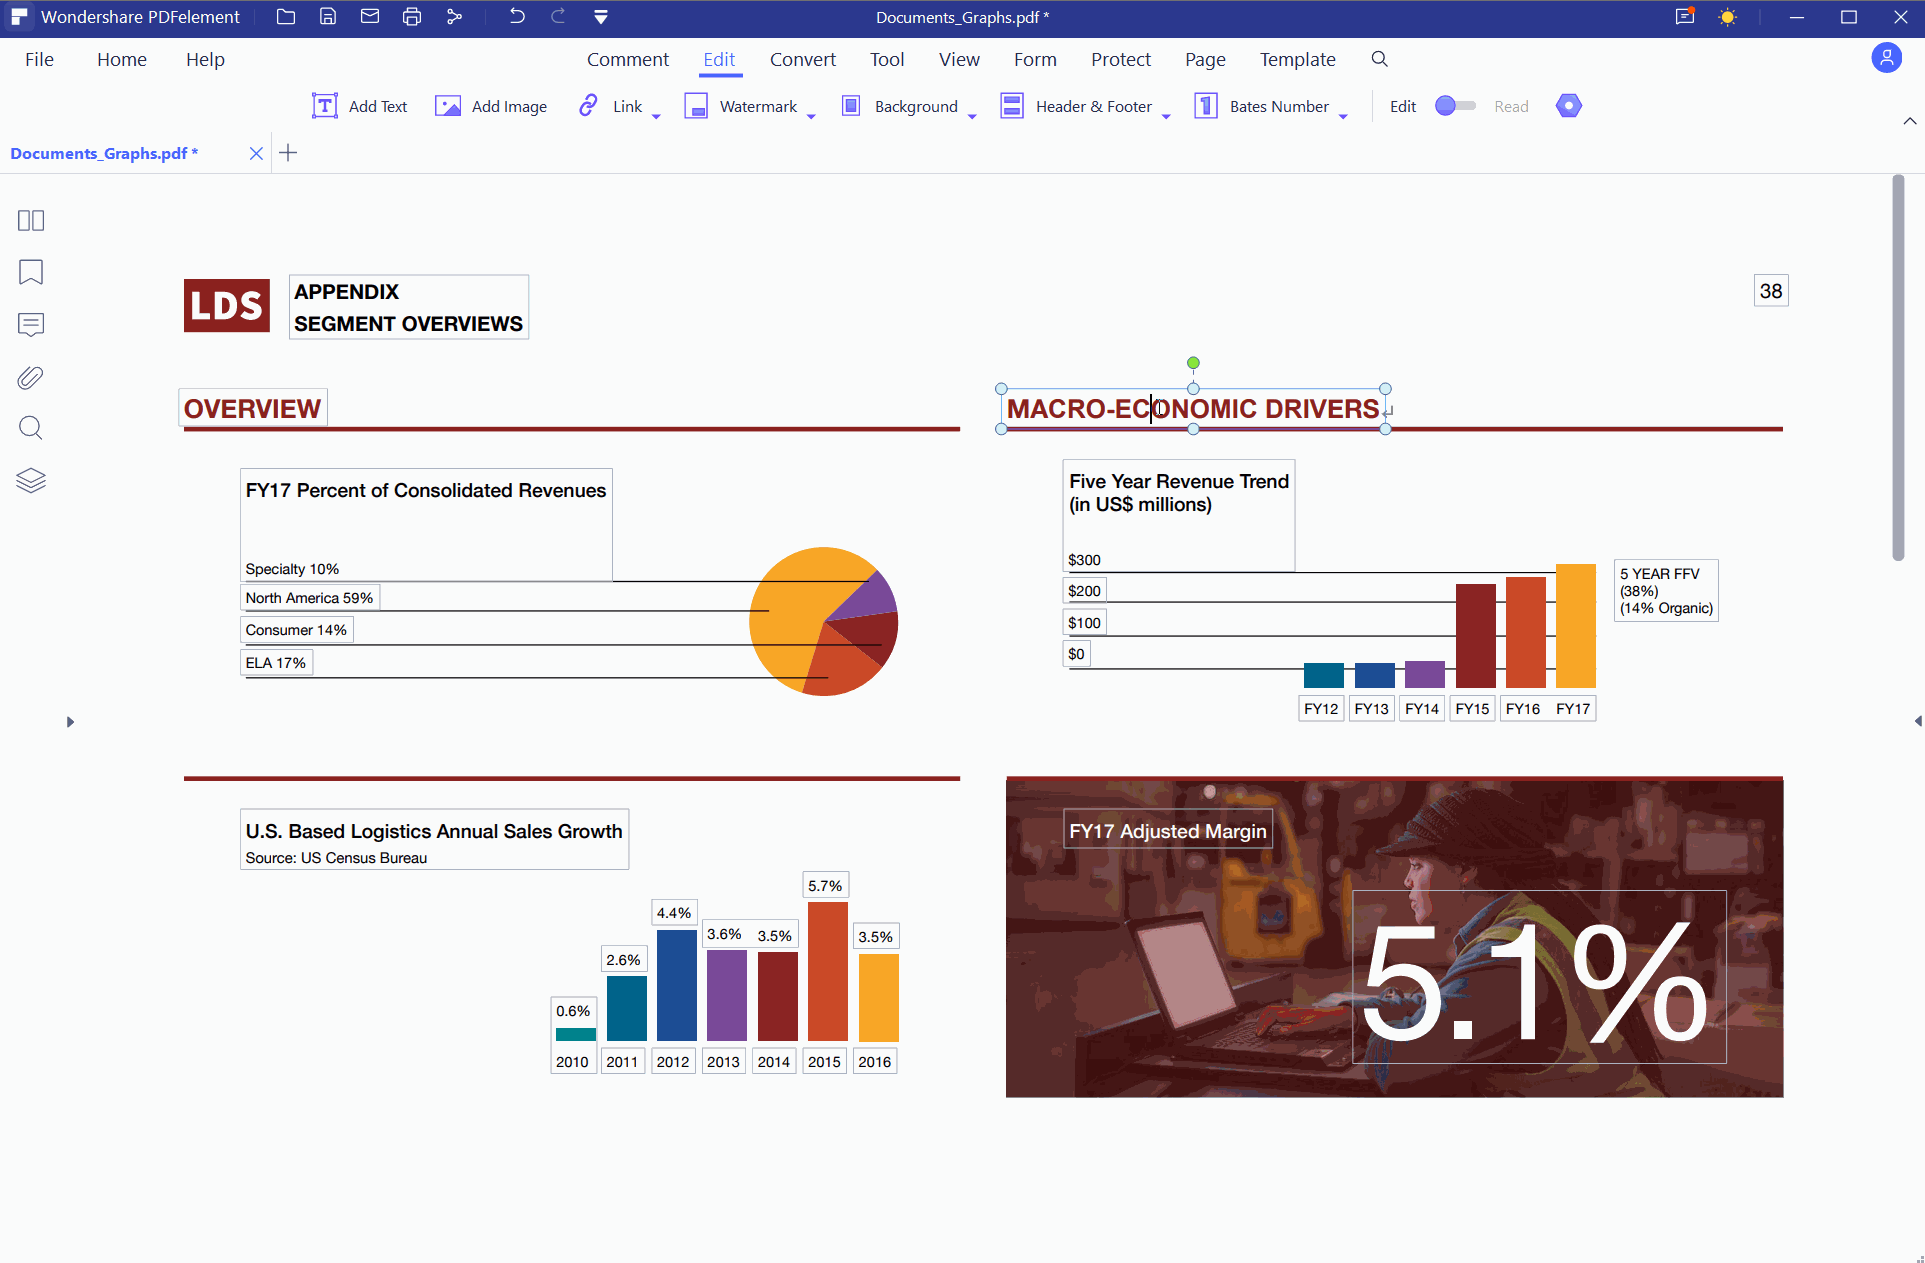 Wondershare PDFelement
Documents_Graphs.pdf *
File
Home
Help
Comment
Edit
Convert
Tool
View
Form
Protect
Page
Template
Add Text
Add Image
Link
Watermark
Background
Header & Footer
Bates Number
Edit
Read
Documents_Graphs.pdf *
LDS
APPENDIX
SEGMENT OVERVIEWS
38
OVERVIEW
MACRO-ECONOMIC DRIVERS
FY17 Percent of Consolidated Revenues
Specialty 10%
North America 59%
Consumer 14%
ELA 17%
Five Year Revenue Trend
(in US$ millions)
$300
$200
$100
$0
5 YEAR FFV
(38%)
(14% Organic)
FY12
FY13
FY14
FY15
FY16
FY17
U.S. Based Logistics Annual Sales Growth
Source: US Census Bureau
0.6%
2.6%
4.4%
3.6%
3.5%
5.7%
3.5%
2010
2011
2012
2013
2014
2015
2016
FY17 Adjusted Margin
5.1%